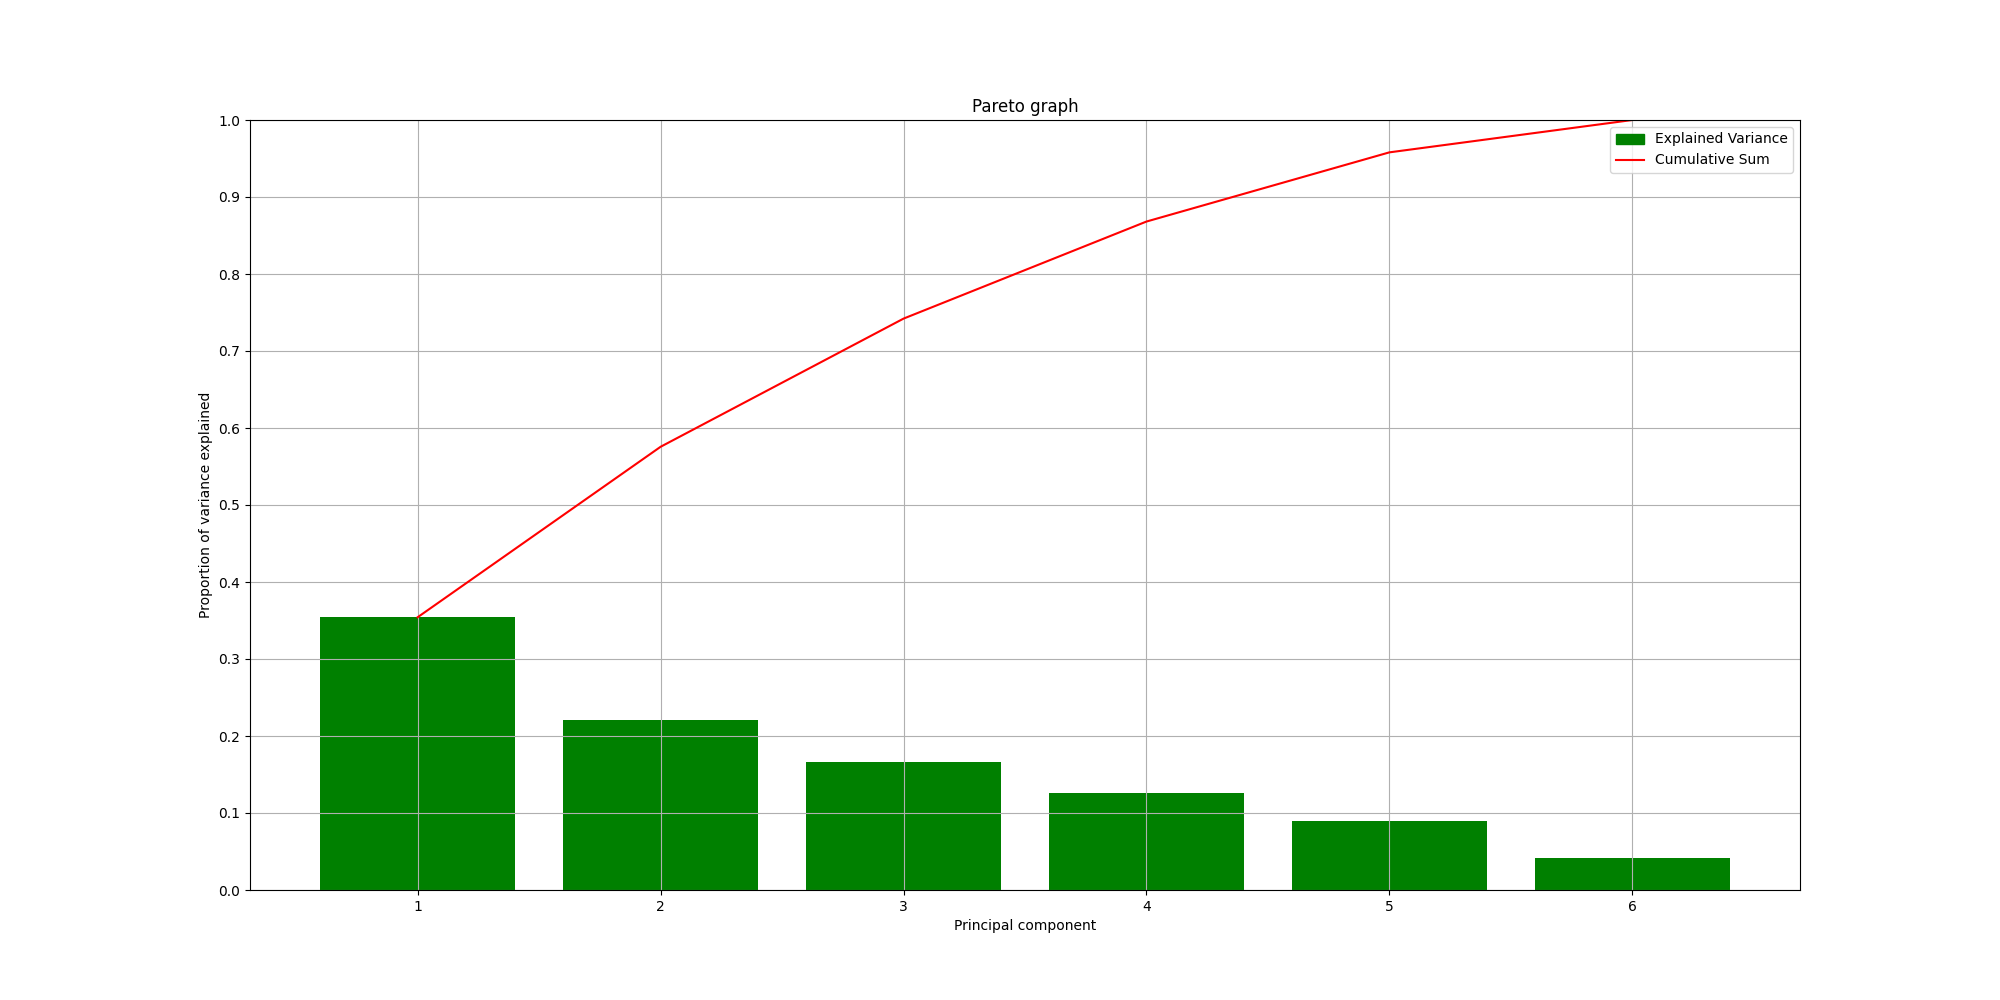 Pareto graph
Explained Variance
Cumulative Sum
Proportion of variance explained
1.0
0.9
0.8
0.7
0.6
0.5
0.4
0.3
0.2
0.1
0.0
1 2 3 4 5 6
Principal component